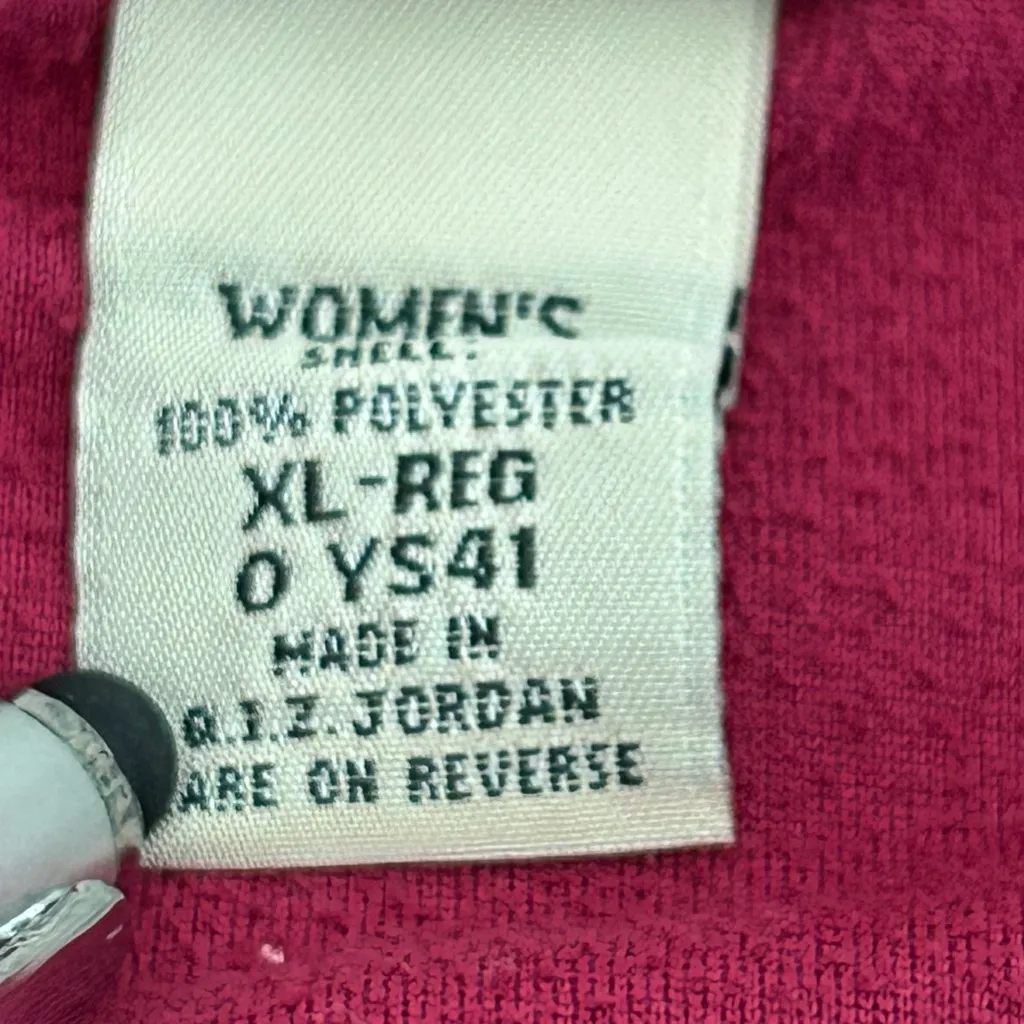 WOMEN'S
SHELL:
100% POLYESTER
XL-REG
0 YS41
MADE IN
Q.I.Z. JORDAN
ARE ON REVERSE